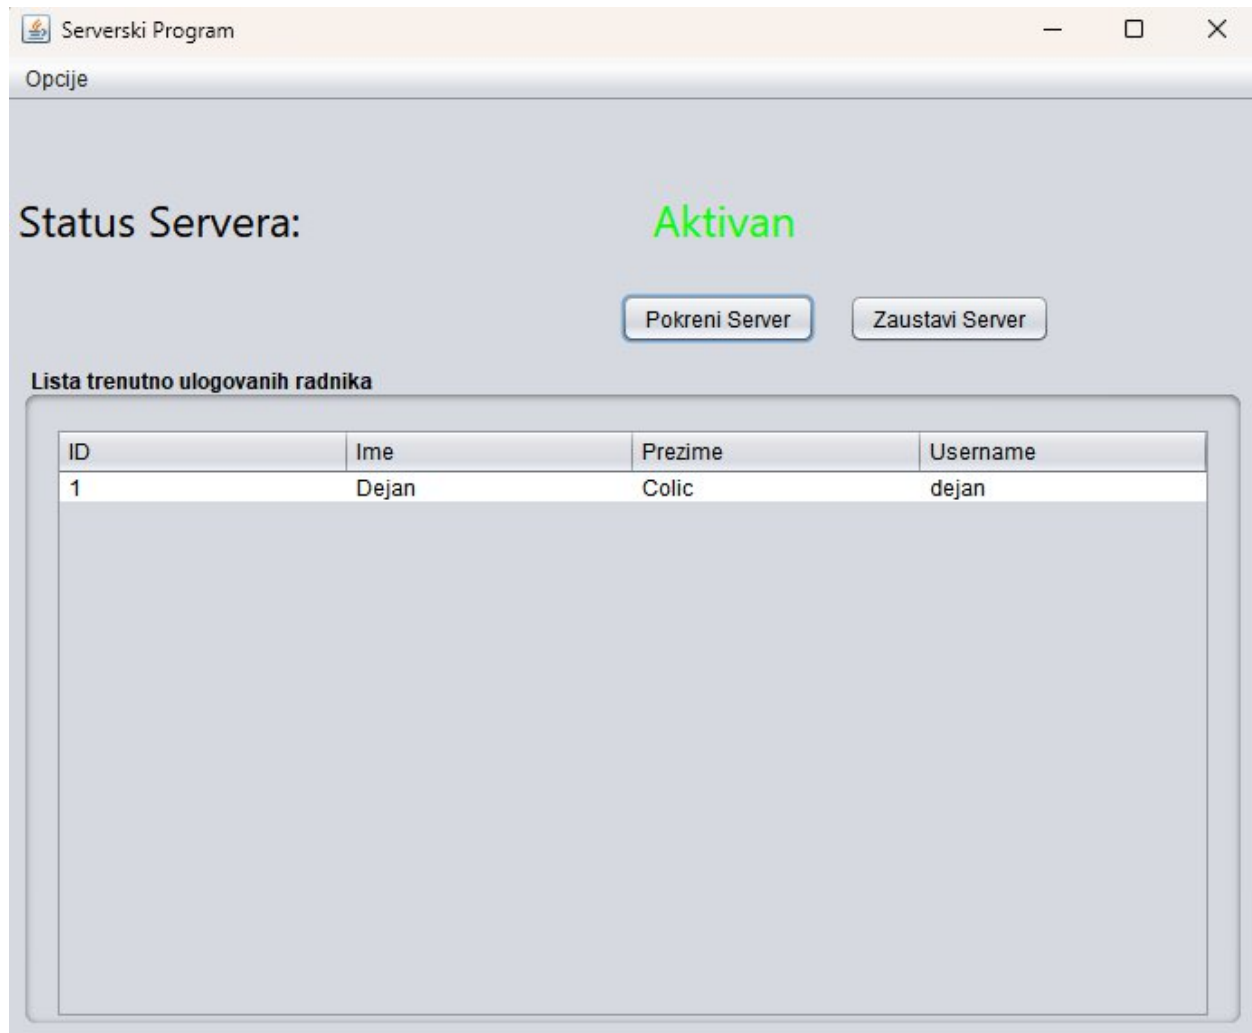 Serverski Program
Opcije
Status Servera: Aktivan
Pokreni Server Zaustavi Server
Lista trenutno ulogovanih radnika
ID Ime Prezime Username
1 Dejan Colic dejan